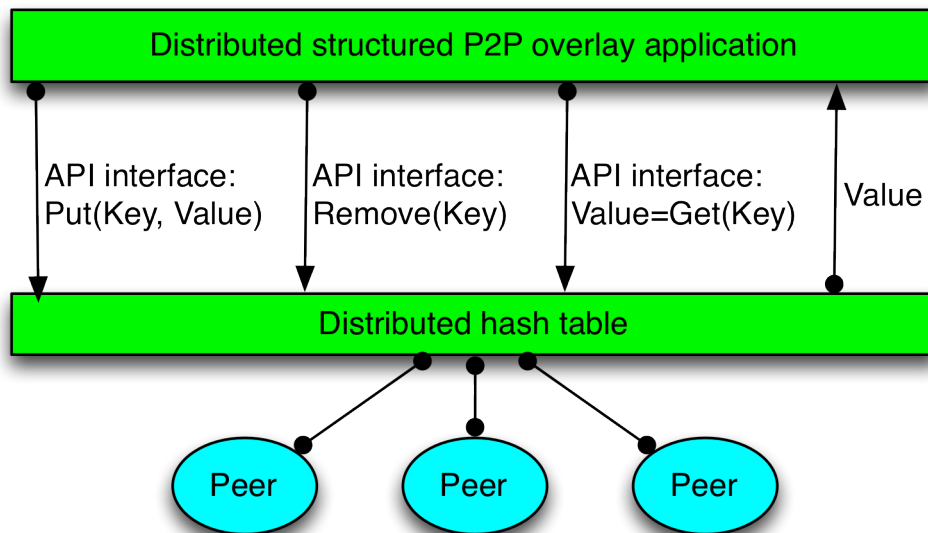 Distributed structured P2P overlay application
API interface:
Put(Key, Value)
API interface:
Remove(Key)
API interface:
Value=Get(Key)
Value
Distributed hash table
Peer
Peer
Peer